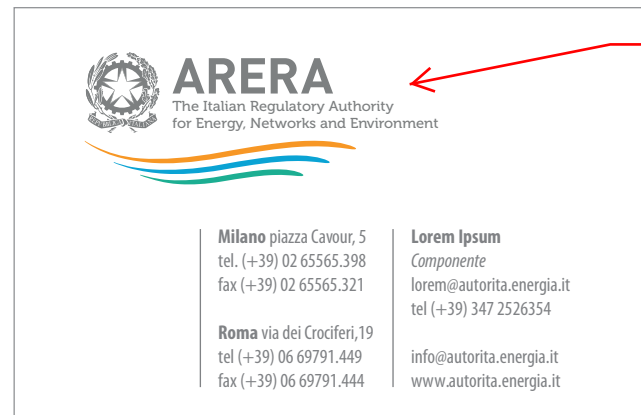 ARERA
The Italian Regulatory Authority
for Energy, Networks and Environment
Milano piazza Cavour, 5
tel. (+39) 02 65565.398
fax (+39) 02 65565.321
Roma via dei Crociferi,19
tel (+39) 06 69791.449
fax (+39) 06 69791.444
Lorem Ipsum
Componente
lorem@autorita.energia.it
tel (+39) 347 2526354
info@autorita.energia.it
www.autorita.energia.it